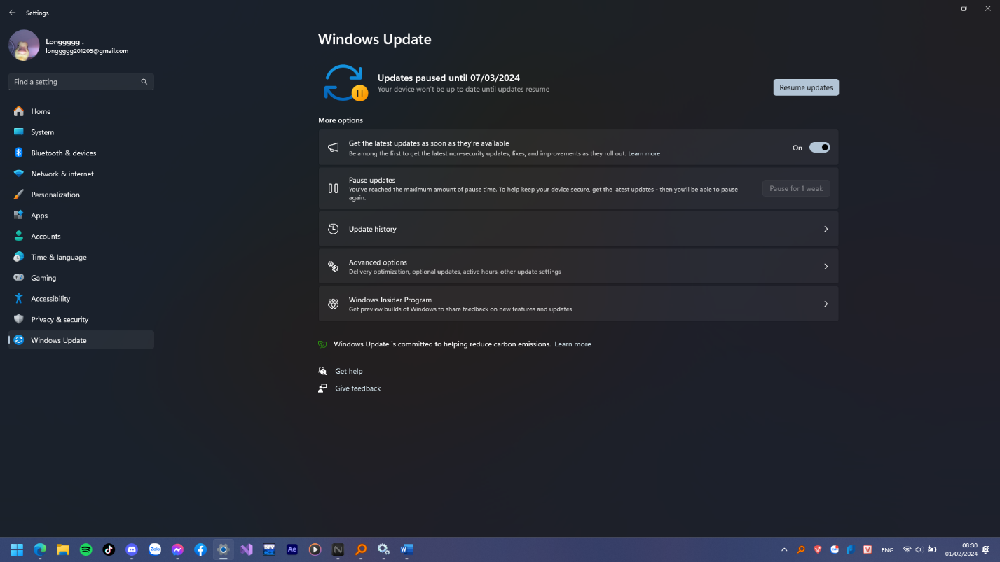 Settings
Longgggg .
longgggg201205@gmail.com
Find a setting
Home
System
Bluetooth & devices
Network & internet
Personalization
Apps
Accounts
Time & language
Gaming
Accessibility
Privacy & security
Windows Update
Windows Update
Updates paused until 07/03/2024
Your device won't be up to date until updates resume
Resume updates
More options
Get the latest updates as soon as they're available
Be among the first to get the latest non-security updates, fixes, and improvements as they roll out. Learn more
On
Pause updates
You've reached the maximum amount of pause time. To help keep your device secure, get the latest updates - then you'll be able to pause
again.
Pause for 1 week
Update history
Advanced options
Delivery optimization, optional updates, active hours, other update settings
Windows Insider Program
Get preview builds of Windows to share feedback on new features and updates
Windows Update is committed to helping reduce carbon emissions. Learn more
Get help
Give feedback
Zalo
DEV
Ae
N
W
V
ENG
08:30
01/02/2024